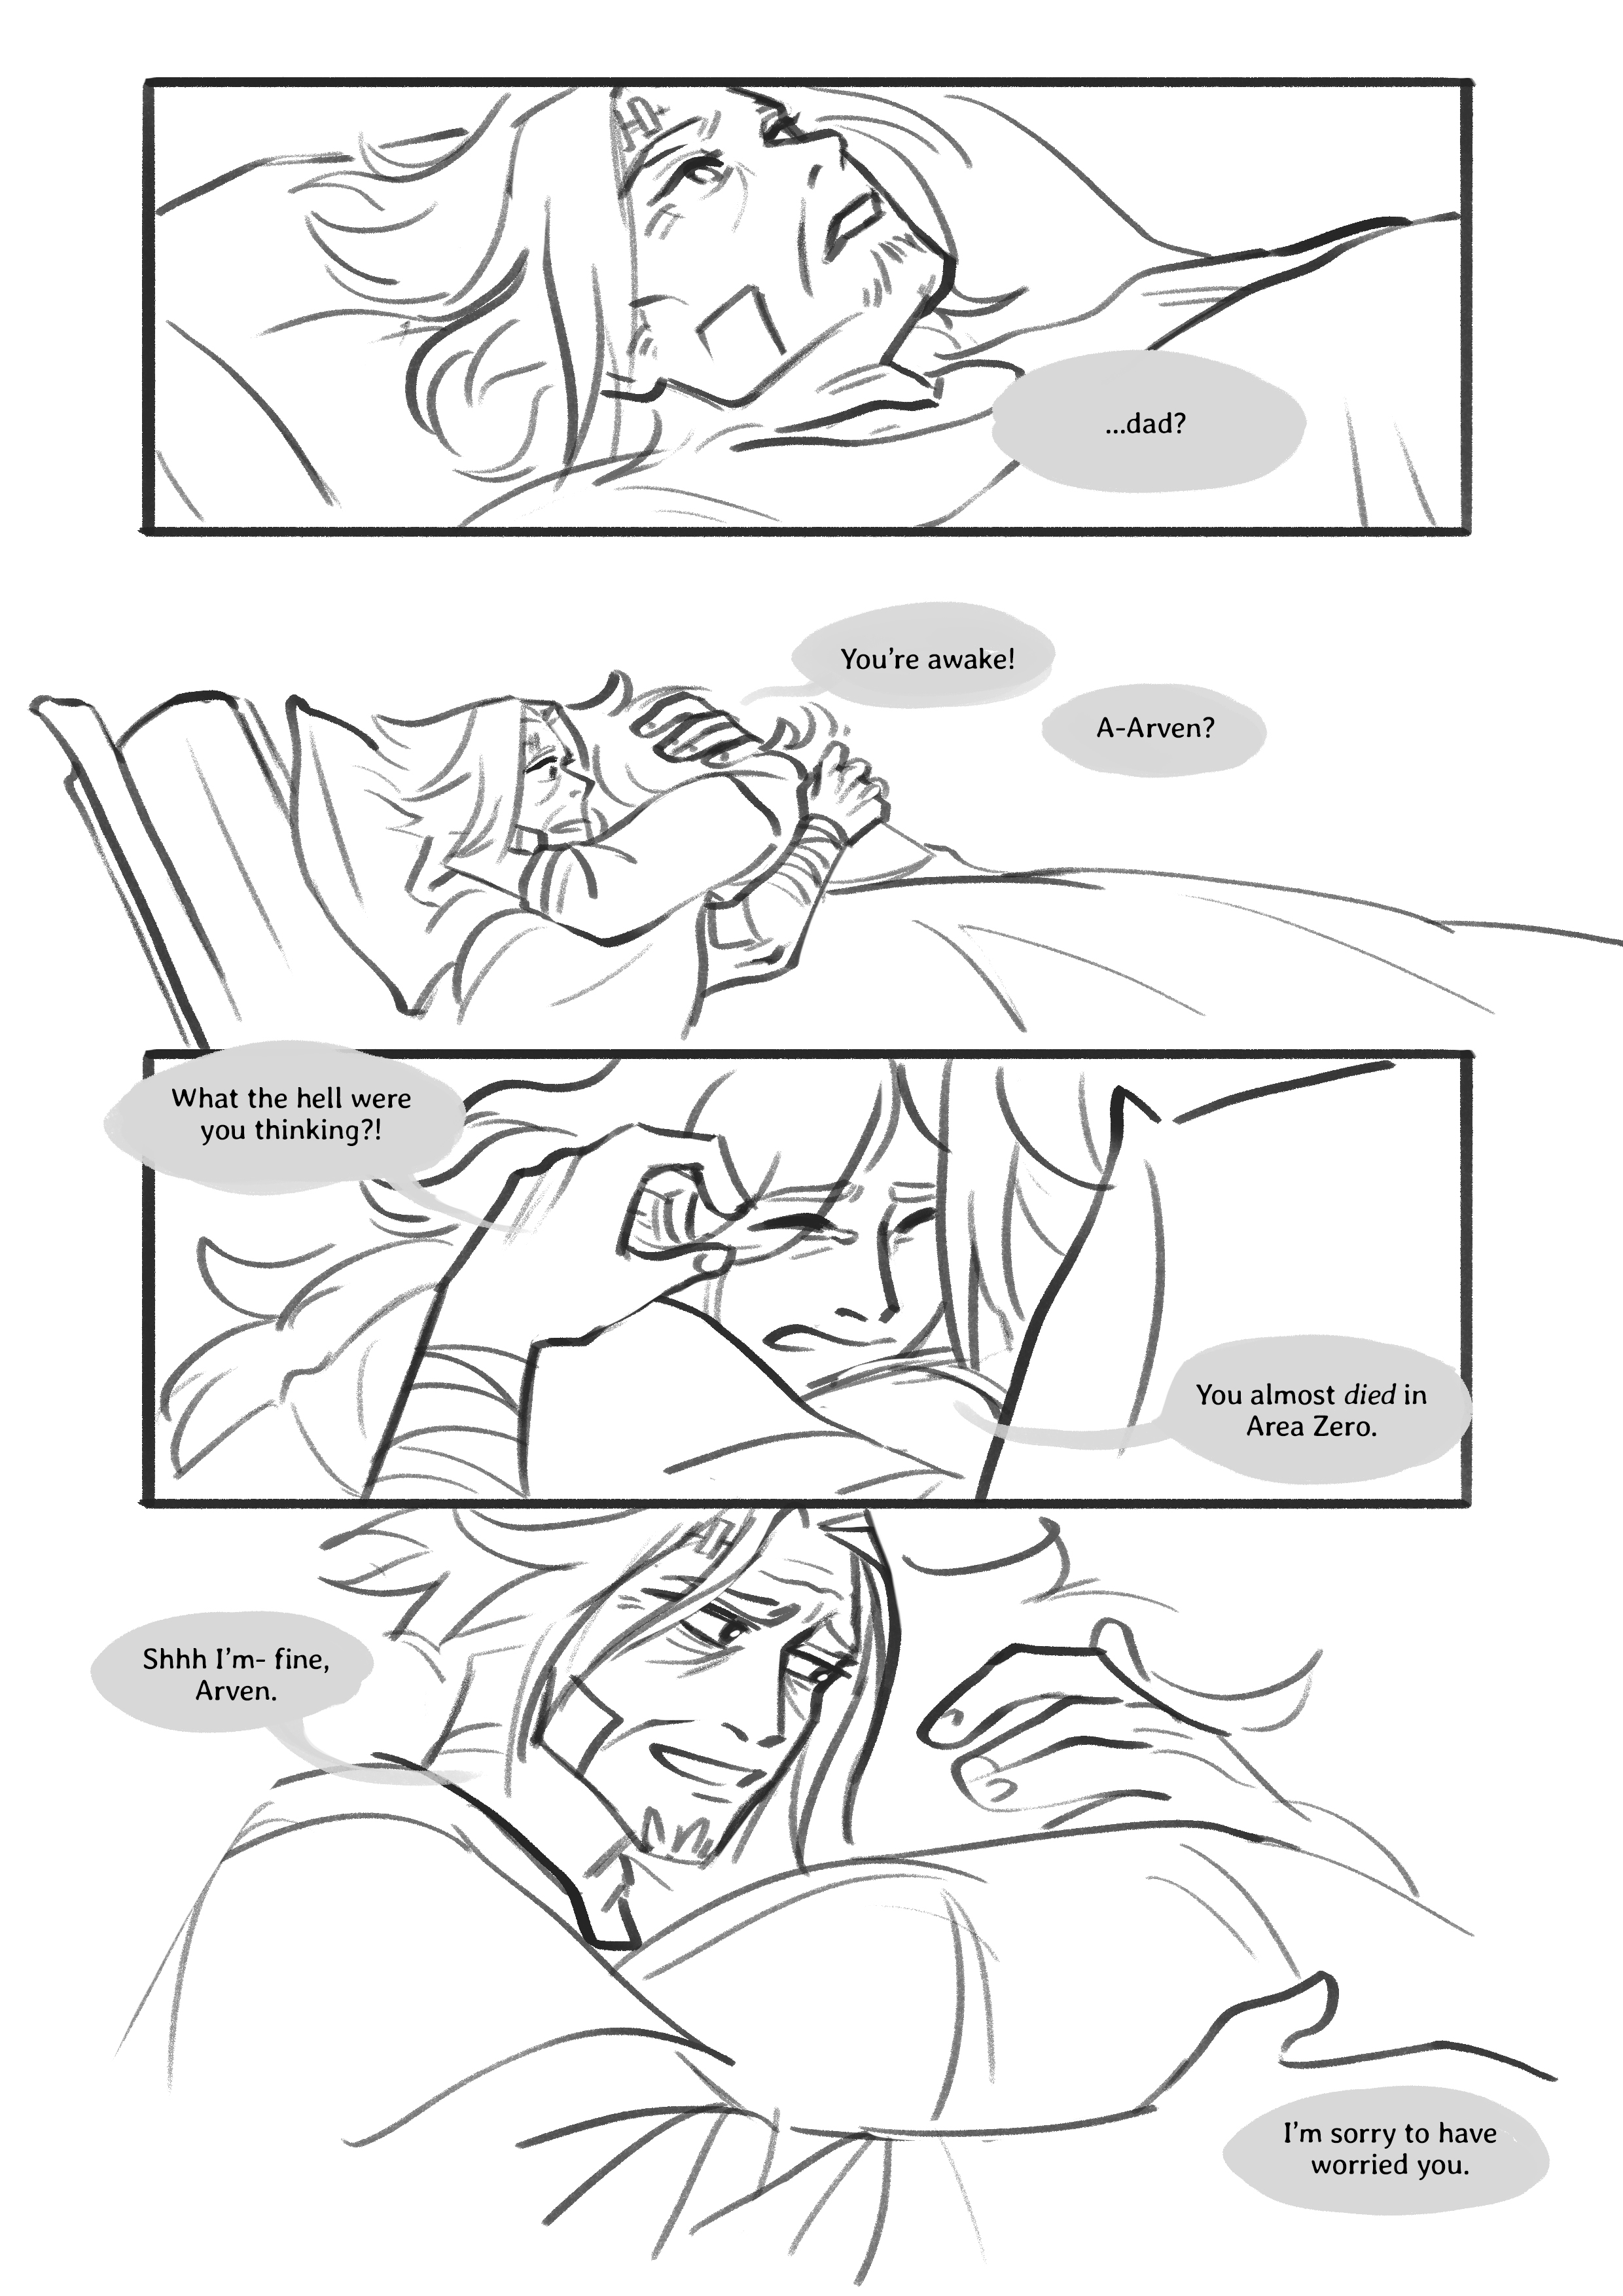 ...dad?
You're awake!
A-Arven?
What the hell were
you thinking?!
You almost died in
Area Zero.
Shhh I'm- fine,
Arven.
I'm sorry to have
worried you.